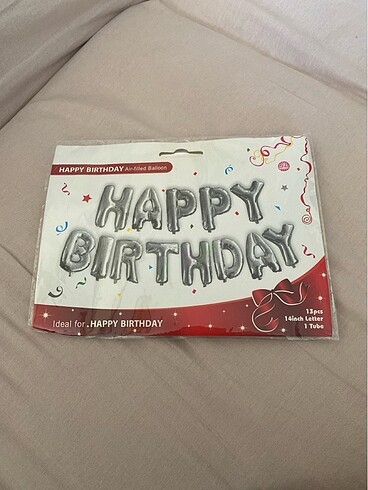 HAPPY BIRTHDAY Air-filled Balloon
HAPPY
BIRTHDAY
Ideal for : HAPPY BIRTHDAY
13pcs
14inch Letter
1 Tube